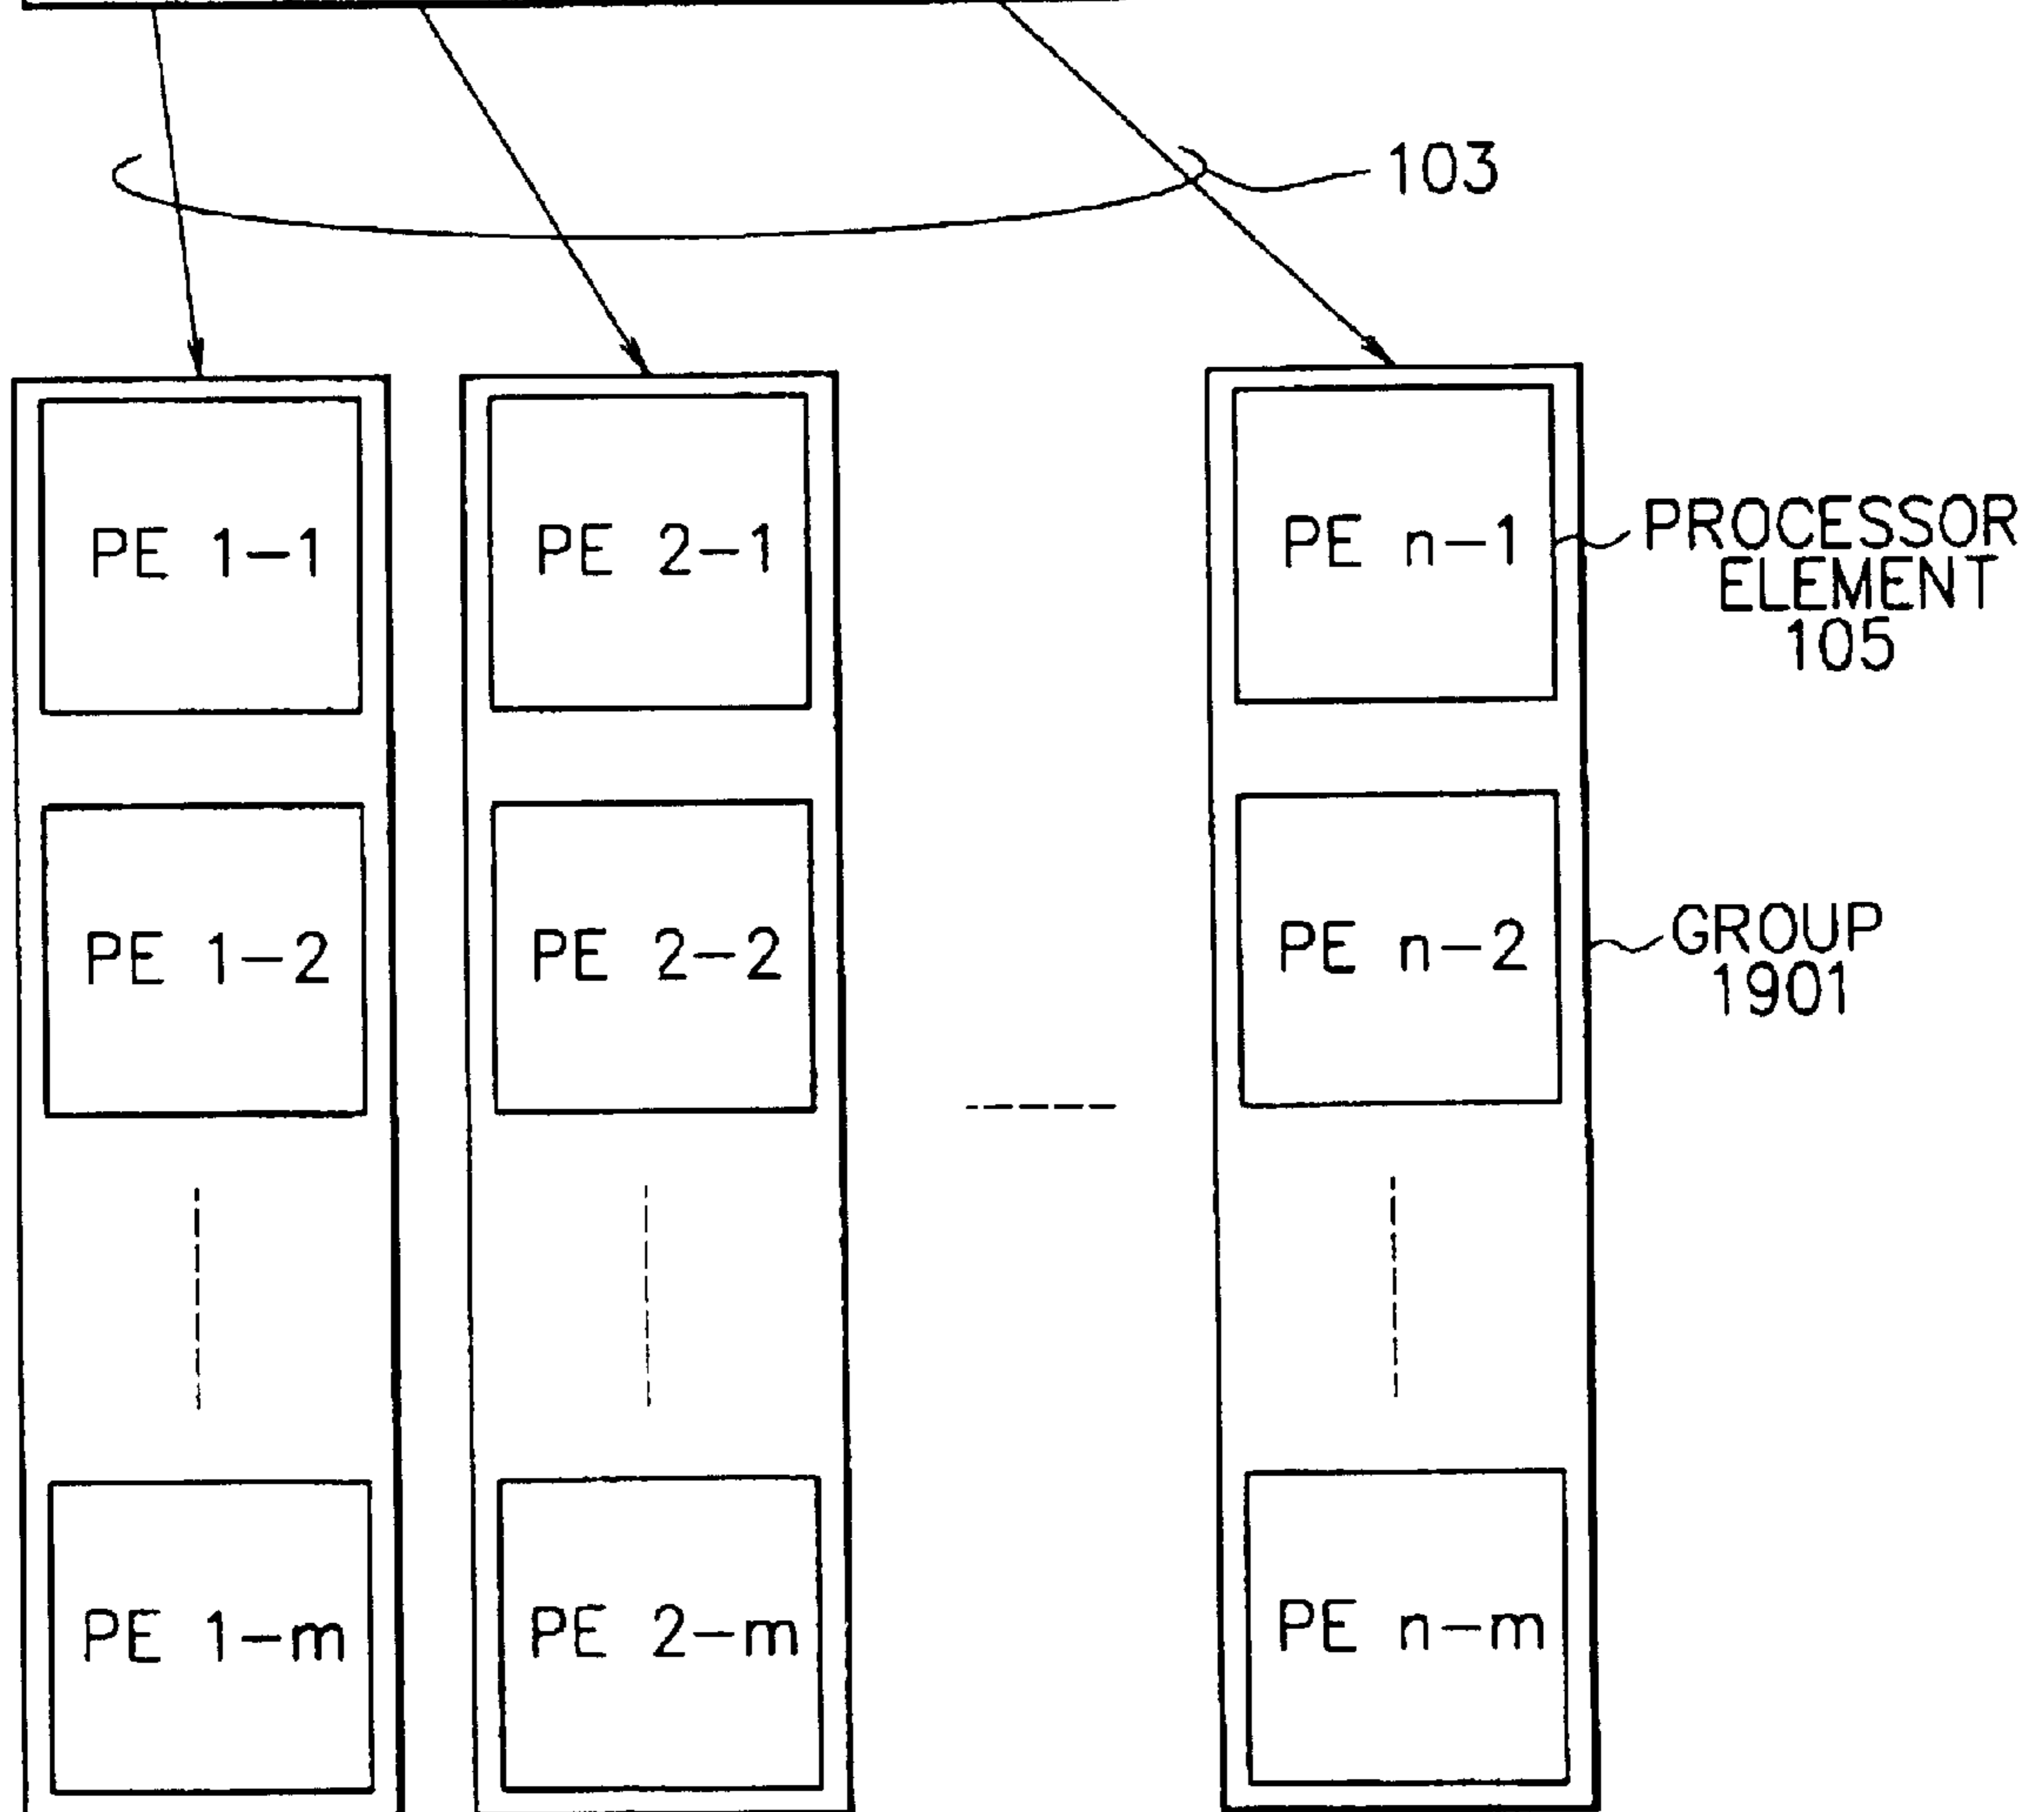 103
PE 1-1
PE 2-1
PE n-1
PROCESSOR
ELEMENT
105
PE 1-2
PE 2-2
PE n-2
GROUP
1901
PE 1-m
PE 2-m
PE n-m